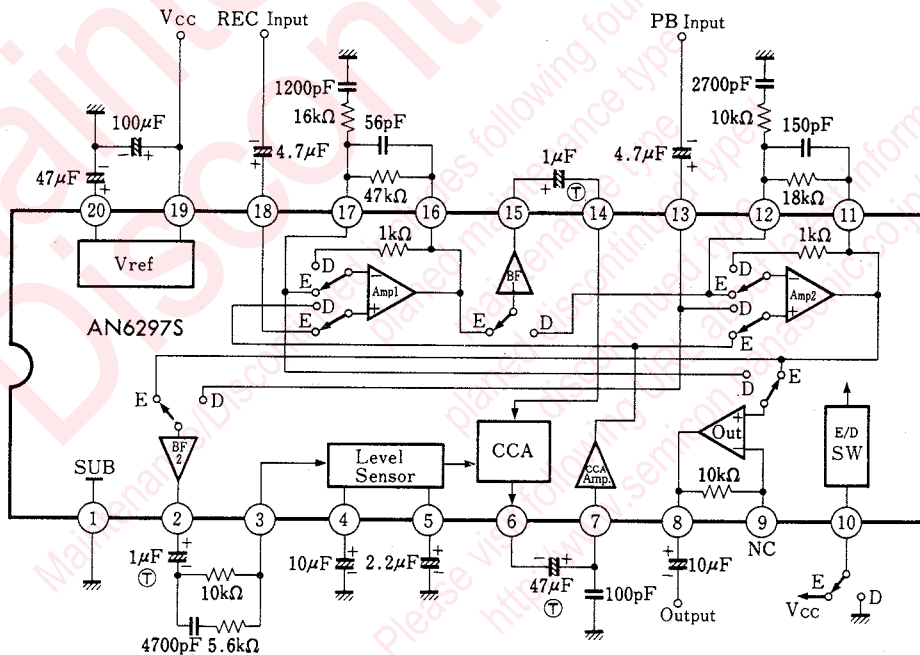 VCC REC Input PB Input
1200pF 2700pF
100μF 16kΩ 56pF 10kΩ 150pF
4.7μF 1μF 4.7μF
47μF 47kΩ Ⓣ 18kΩ
20 19 18 17 16 15 14 13 12 11
1kΩ 1kΩ
Vref D BF D
Amp1 Amp2
E D E D E D
AN6297S E E
E D D E
BF2 Level Sensor CCA CCA Amp. Out E/D SW
SUB 10kΩ
1 2 3 4 5 6 7 8 9 10
NC
1μF 10μF 2.2μF 47μF 100pF 10μF E
Ⓣ 10kΩ Ⓣ VCC D
4700pF 5.6kΩ Output
Discontinued